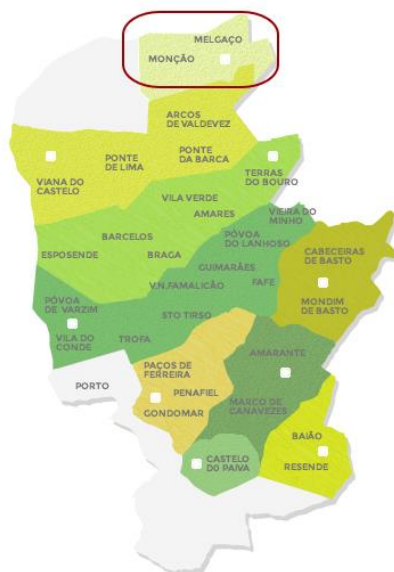 MELGAÇO
MONÇÃO
ARCOS
DE VALDEVEZ
PONTE
DE LIMA
PONTE
DA BARCA
TERRAS
DO BOURO
VIANA DO
CASTELO
VILA VERDE
AMARES
VIEIRA DO
MINHO
BARCELOS
PÓVOA
DO LANHOSO
ESPOSENDE
BRAGA
CABECEIRAS
DE BASTO
GUIMARÃES
FAFE
V.N.FAMALICÃO
PÓVOA
DE VARZIM
MONDIM
DE BASTO
STO TIRSO
VILA DO
CONDE
TROFA
AMARANTE
PAÇOS DE
FERREIRA
PORTO
PENAFIEL
MARCO DE
CANAVEZES
GONDOMAR
BAIÃO
CASTELO
DO PAIVA
RESENDE